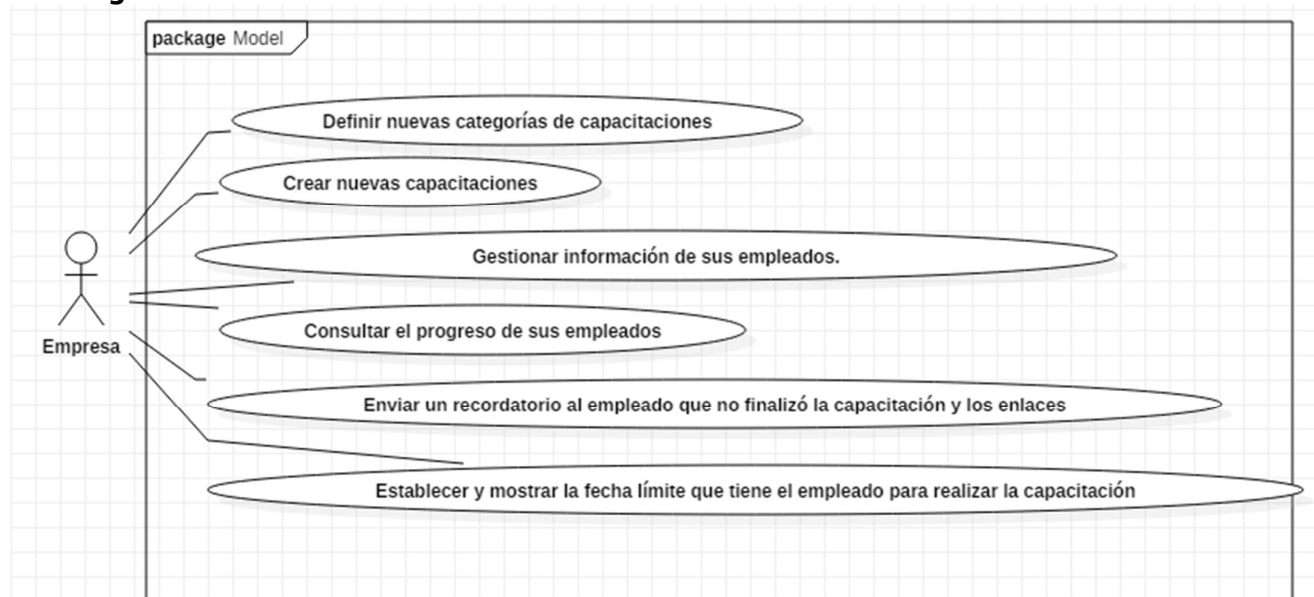 package Model
Definir nuevas categorías de capacitaciones
Crear nuevas capacitaciones
Gestionar información de sus empleados.
Consultar el progreso de sus empleados
Empresa
Enviar un recordatorio al empleado que no finalizó la capacitación y los enlaces
Establecer y mostrar la fecha límite que tiene el empleado para realizar la capacitación